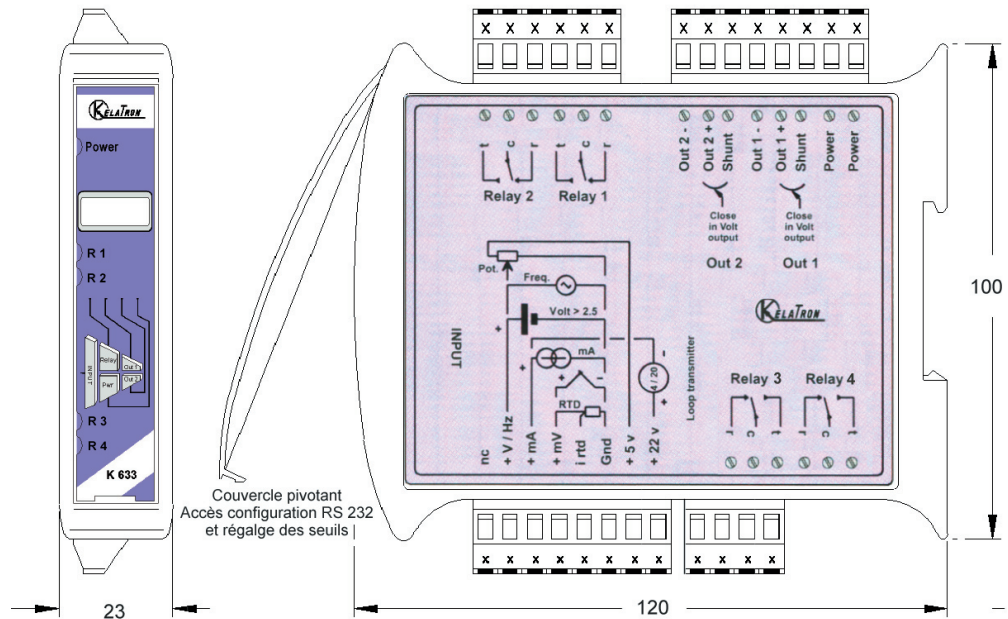 KELATRON
Power
R 1
R 2
Relay
Out 1
INPUT
Pwr
Out 2
R 3
R 4
K 633
23
Couvercle pivotant
Accès configuration RS 232
et régalge des seuils
x x x x x x x
x x x x x x x x
t c r t c r
Relay 2 Relay 1
Out 2 -
Out 2 +
Shunt
Out 1 -
Out 1 +
Shunt
Power
Power
Close
in Volt
output
Close
in Volt
output
Out 2 Out 1
Pot.
Freq.
Volt > 2.5
+
mA
+
+ -
RTD
-
4 / 20
+
INPUT
Loop transmitter
KELATRON
Relay 3 Relay 4
r c t r c t
nc
+ V / Hz
+ mA
+ mV
i rtd
Gnd
+ 5 v
+ 22 v
x x x x x x x x
x x x x
120
100